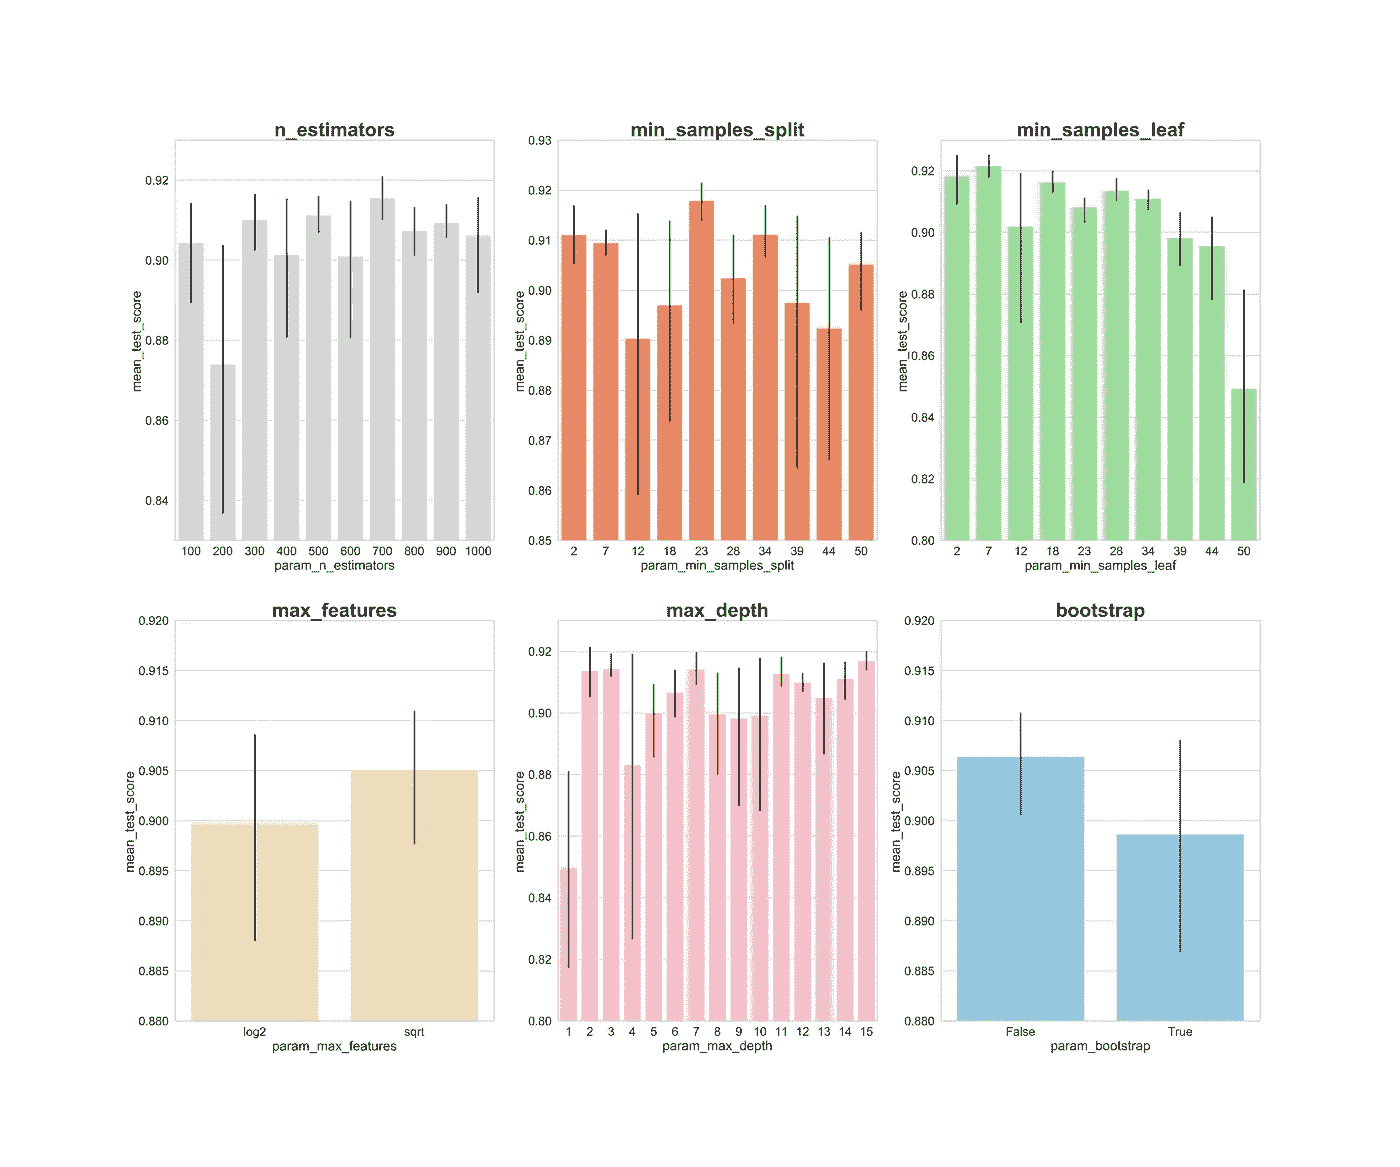 n_estimators
mean_test_score
0.92
0.90
0.88
0.86
0.84
100 200 300 400 500 600 700 800 900 1000
param_n_estimators
min_samples_split
mean_test_score
0.93
0.92
0.91
0.90
0.89
0.88
0.87
0.86
0.85
2 7 12 18 23 28 34 39 44 50
param_min_samples_split
min_samples_leaf
mean_test_score
0.92
0.90
0.88
0.86
0.84
0.82
0.80
2 7 12 18 23 28 34 39 44 50
param_min_samples_leaf
max_features
mean_test_score
0.920
0.915
0.910
0.905
0.900
0.895
0.890
0.885
0.880
log2 sqrt
param_max_features
max_depth
mean_test_score
0.92
0.90
0.88
0.86
0.84
0.82
0.80
1 2 3 4 5 6 7 8 9 10 11 12 13 14 15
param_max_depth
bootstrap
mean_test_score
0.920
0.915
0.910
0.905
0.900
0.895
0.890
0.885
0.880
False True
param_bootstrap